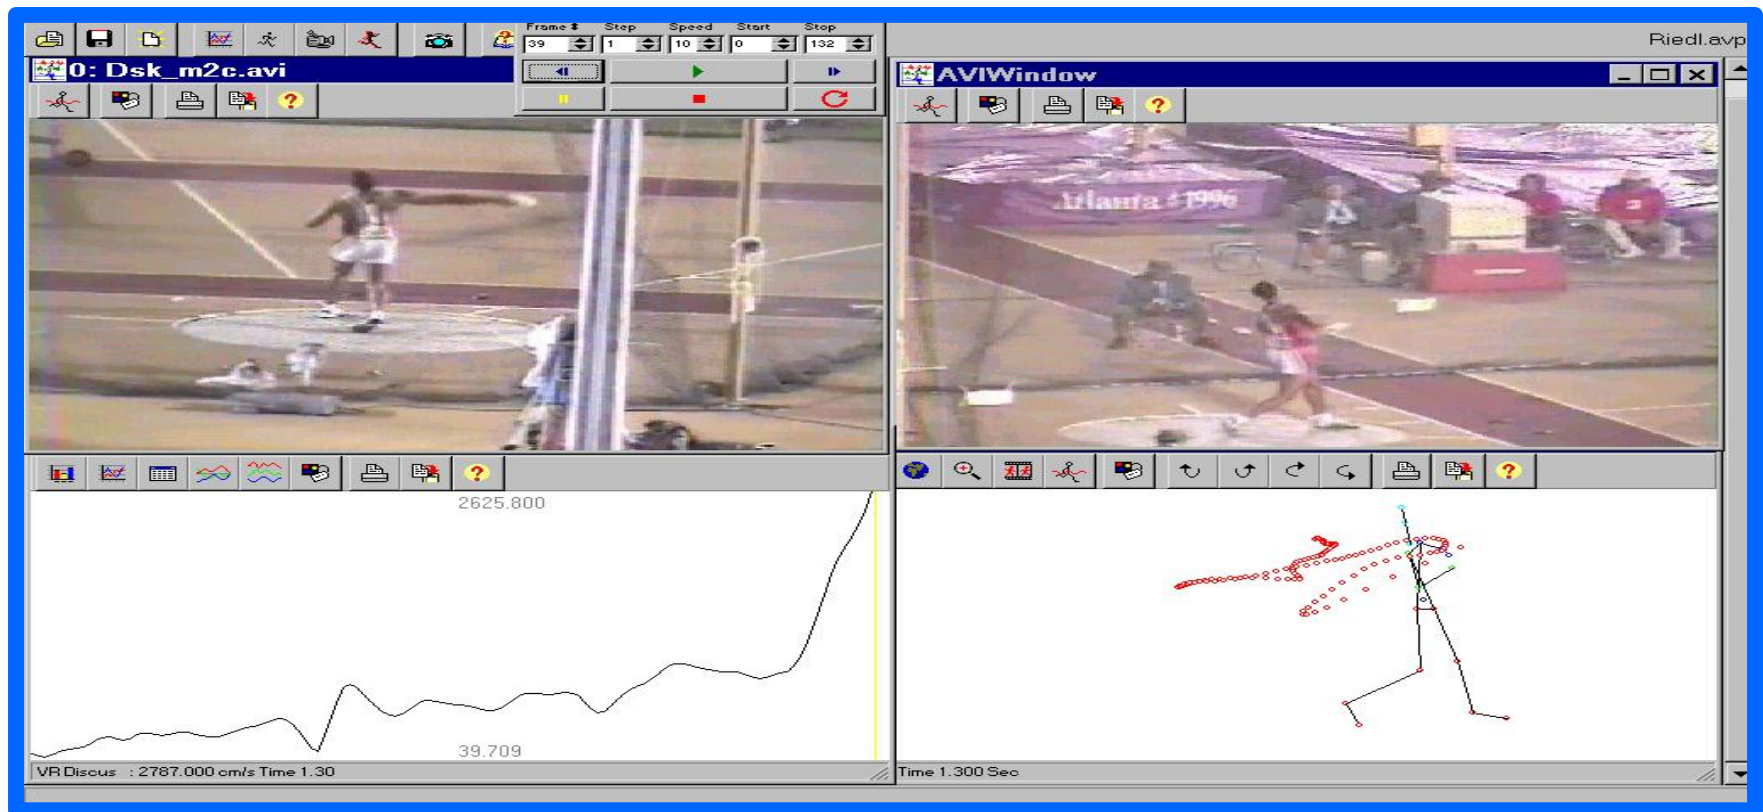 Frame Step Speed Start Stop
39 1 10 0 132
Riedl.avp
0: Dsk_m2c.avi
AVIWindow
Atlanta 1996
2625.800
39.709
VR Discus : 2787.000 cm/s Time 1.30
Time 1.300 Sec